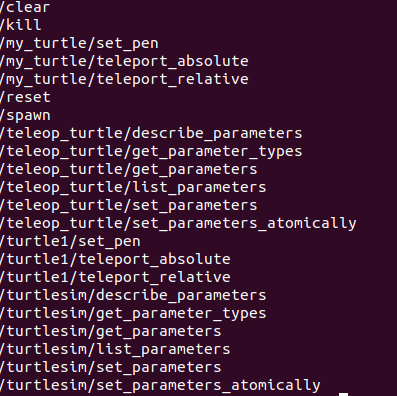 /clear
/kill
/my_turtle/set_pen
/my_turtle/teleport_absolute
/my_turtle/teleport_relative
/reset
/spawn
/teleop_turtle/describe_parameters
/teleop_turtle/get_parameter_types
/teleop_turtle/get_parameters
/teleop_turtle/list_parameters
/teleop_turtle/set_parameters
/teleop_turtle/set_parameters_atomically
/turtle1/set_pen
/turtle1/teleport_absolute
/turtle1/teleport_relative
/turtlesim/describe_parameters
/turtlesim/get_parameter_types
/turtlesim/get_parameters
/turtlesim/list_parameters
/turtlesim/set_parameters
/turtlesim/set_parameters_atomically